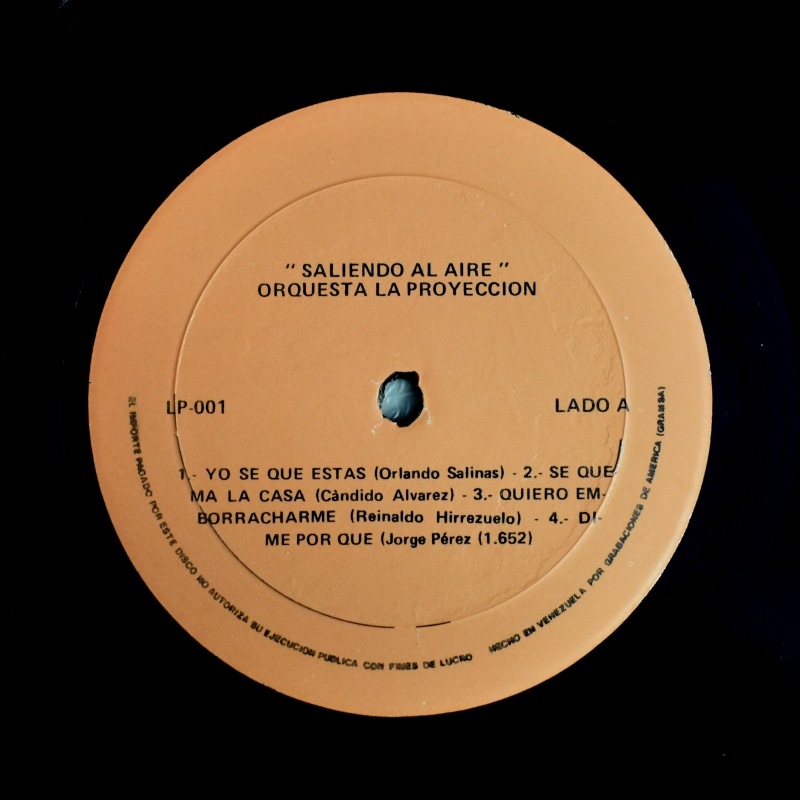 " SALIENDO AL AIRE "
ORQUESTA LA PROYECCION
LP-001
LADO A
1.- YO SE QUE ESTAS (Orlando Salinas) - 2.- SE QUE-
MA LA CASA (Càndido Alvarez) - 3.- QUIERO EM-
BORRACHARME (Reinaldo Hirrezuelo) - 4.- DI-
ME POR QUE (Jorge Pérez (1.652)
EL IMPORTE PAGADO POR ESTE DISCO NO AUTORIZA SU EJECUCION PUBLICA CON FINES DE LUCRO
HECHO EN VENEZUELA POR GRABACIONES DE AMERICA (GRAMSA)